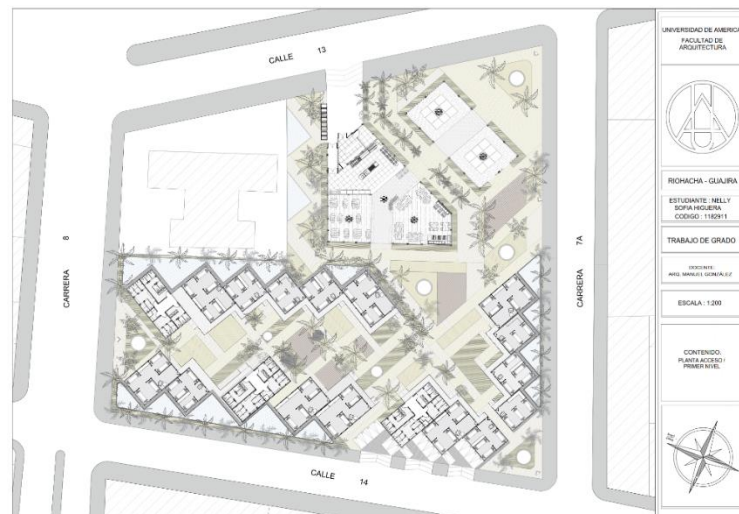 CALLE 13
CARRERA 8
CARRERA 7A
CALLE 14
UNIVERSIDAD DE AMERICA
FACULTAD DE
ARQUITECTURA
RIOHACHA - GUAJIRA
ESTUDIANTE : NELLY
SOFIA HIGUERA
CODIGO : 1182911
TRABAJO DE GRADO
DOCENTE:
ARQ. MANUEL GONZÁLEZ
ESCALA : 1:200
CONTENIDO:
PLANTA ACCESO /
PRIMER NIVEL